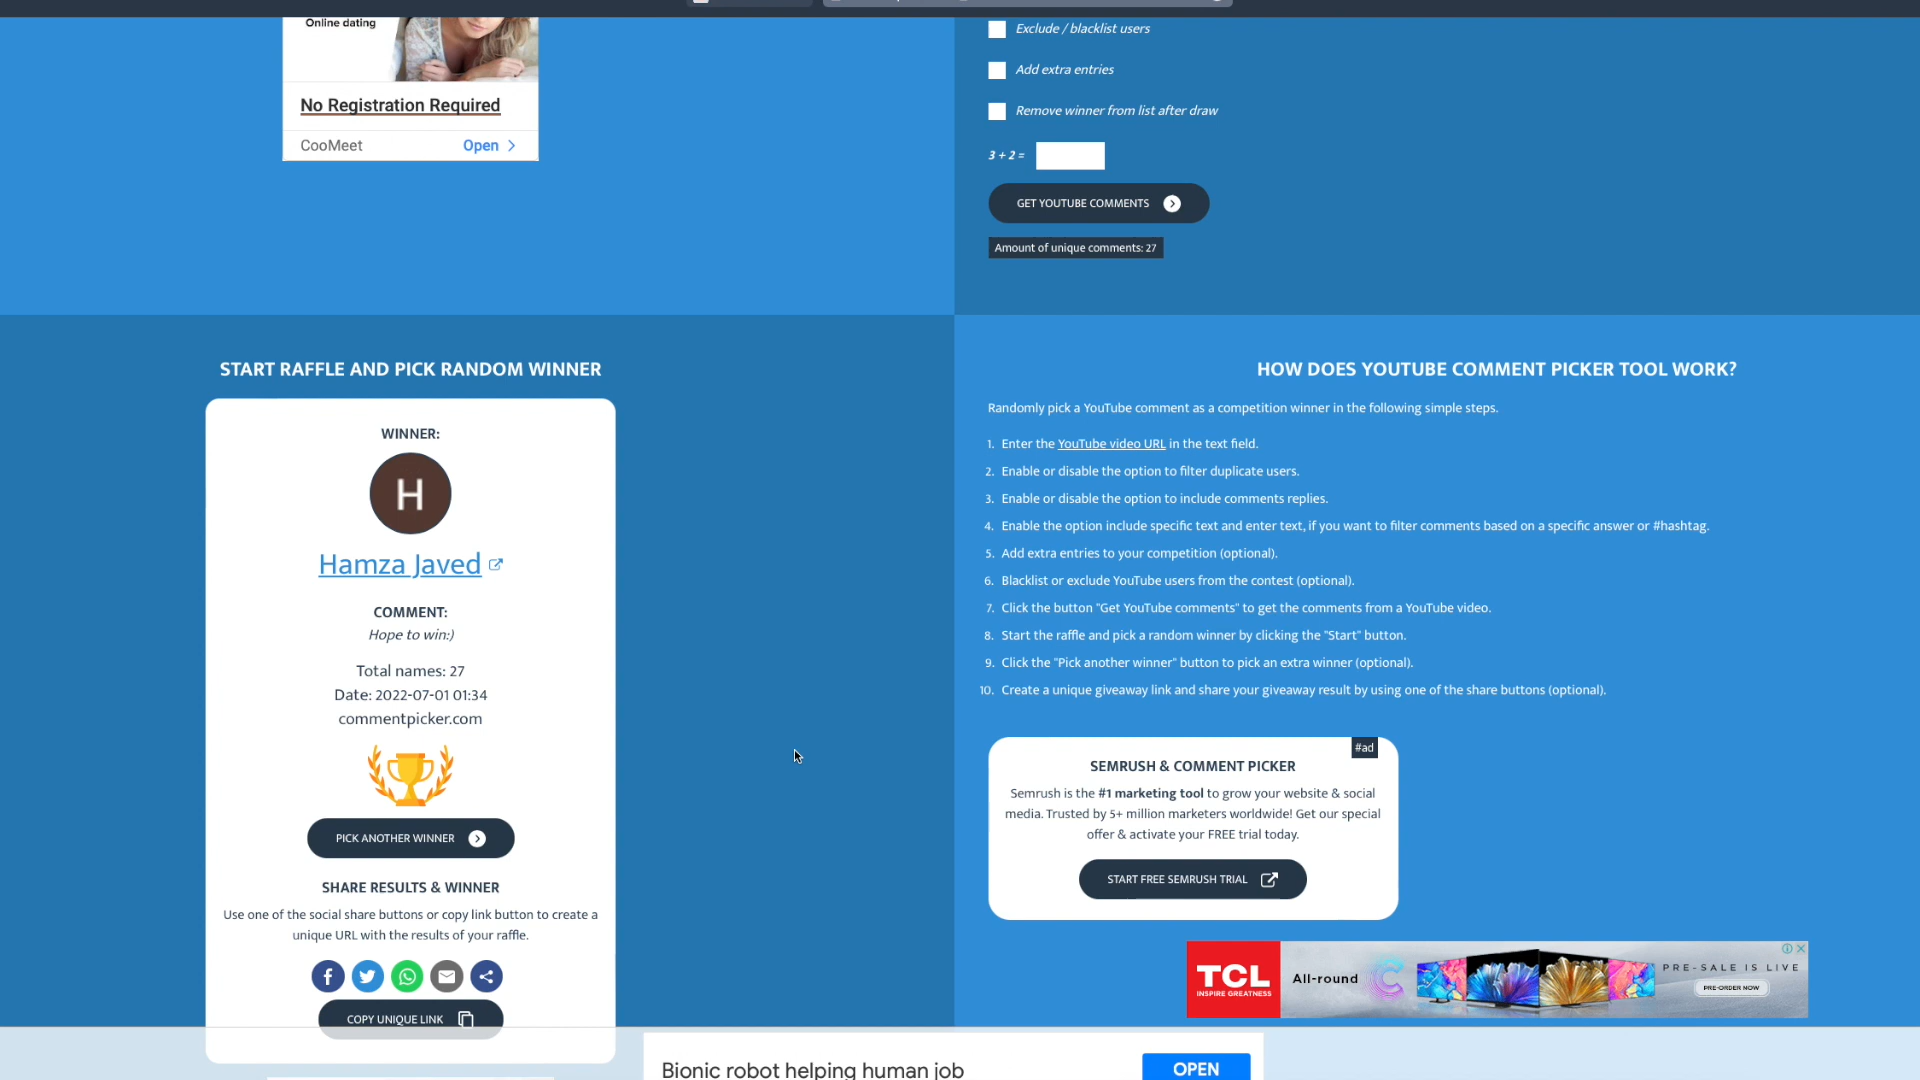 Online dating
No Registration Required
CooMeet
Open
Exclude / blacklist users
Add extra entries
Remove winner from list after draw
3 + 2 =
GET YOUTUBE COMMENTS
Amount of unique comments: 27
START RAFFLE AND PICK RANDOM WINNER
WINNER:
H
Hamza Javed
COMMENT:
Hope to win:)
Total names: 27
Date: 2022-07-01 01:34
commentpicker.com
PICK ANOTHER WINNER
SHARE RESULTS & WINNER
Use one of the social share buttons or copy link button to create a
unique URL with the results of your raffle.
COPY UNIQUE LINK
HOW DOES YOUTUBE COMMENT PICKER TOOL WORK?
Randomly pick a YouTube comment as a competition winner in the following simple steps.
1. Enter the YouTube video URL in the text field.
2. Enable or disable the option to filter duplicate users.
3. Enable or disable the option to include comments replies.
4. Enable the option include specific text and enter text, if you want to filter comments based on a specific answer or #hashtag.
5. Add extra entries to your competition (optional).
6. Blacklist or exclude YouTube users from the contest (optional).
7. Click the button "Get YouTube comments" to get the comments from a YouTube video.
8. Start the raffle and pick a random winner by clicking the "Start" button.
9. Click the "Pick another winner" button to pick an extra winner (optional).
10. Create a unique giveaway link and share your giveaway result by using one of the share buttons (optional).
#ad
SEMRUSH & COMMENT PICKER
Semrush is the #1 marketing tool to grow your website & social
media. Trusted by 5+ million marketers worldwide! Get our special
offer & activate your FREE trial today.
START FREE SEMRUSH TRIAL
TCL
INSPIRE GREATNESS
All-round C
PRE-SALE IS LIVE
PRE-ORDER NOW
Bionic robot helping human job
OPEN